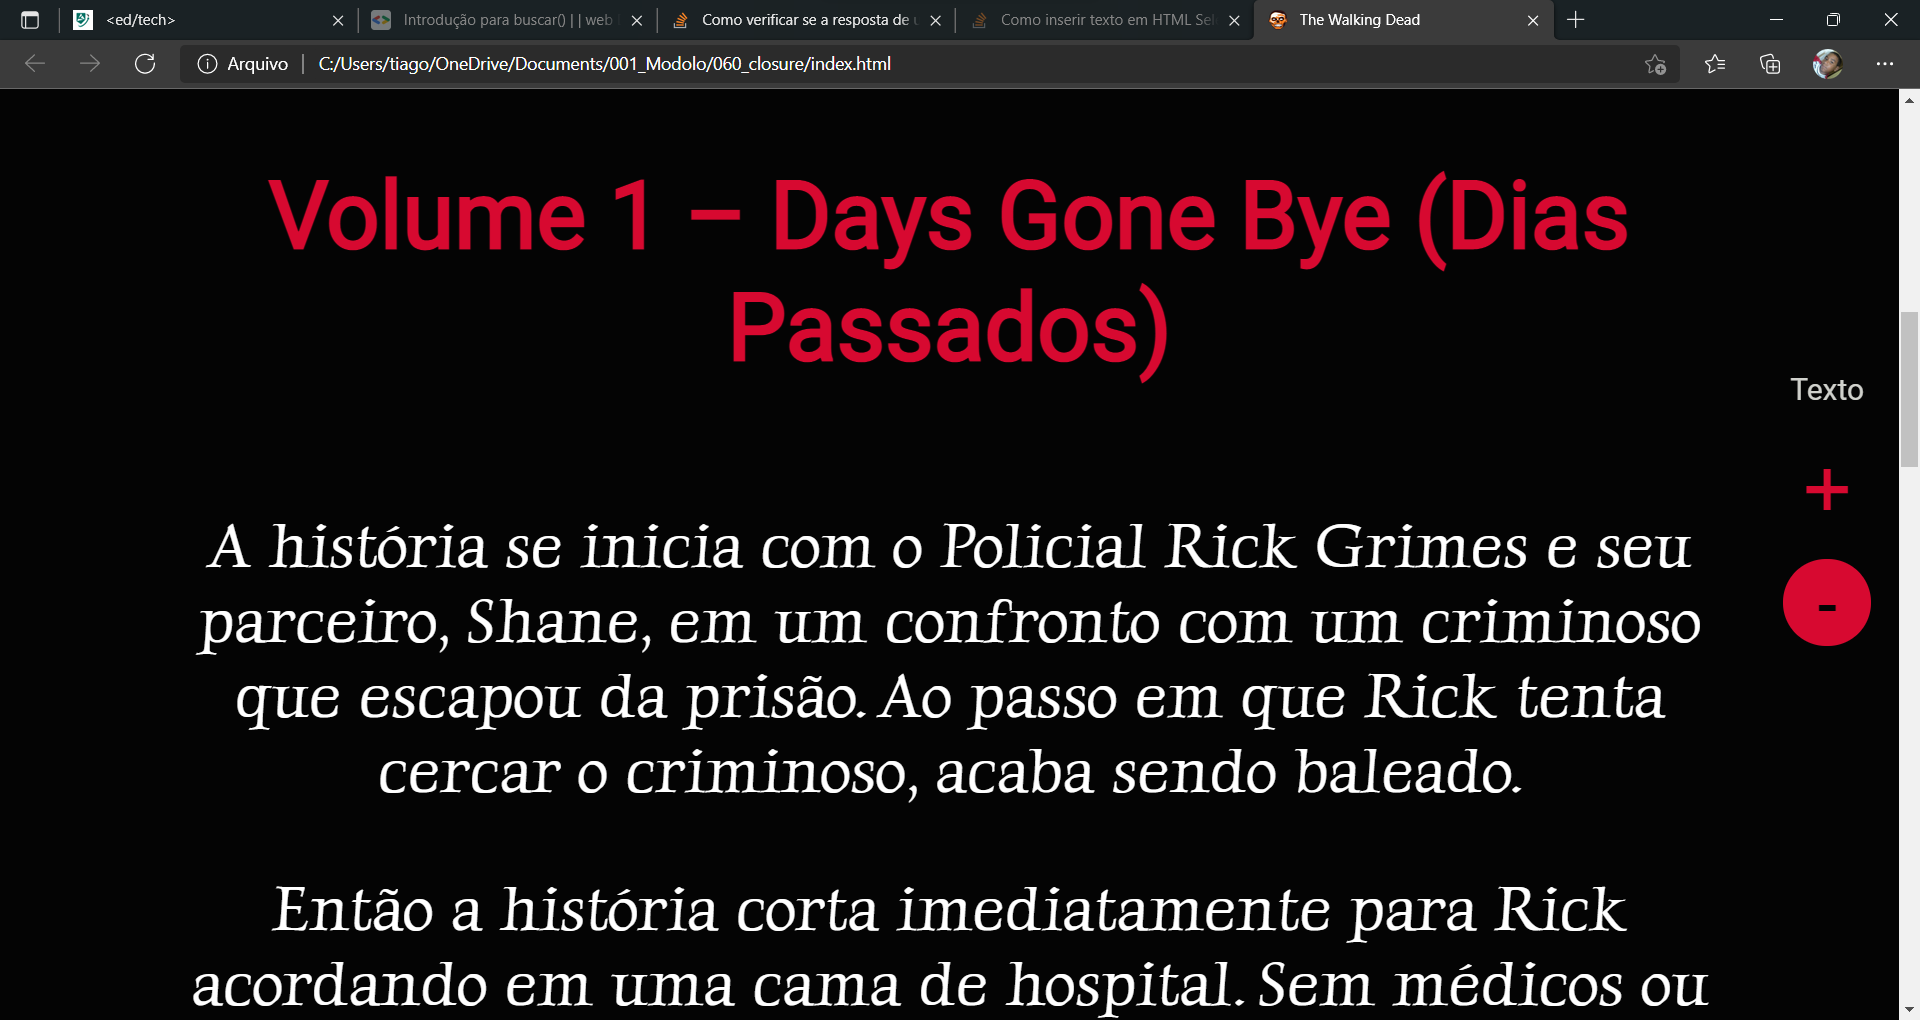 <ed/tech>
Introdução para buscar() | | web
Como verificar se a resposta de
Como inserir texto em HTML Sel
The Walking Dead
Arquivo
C:/Users/tiago/OneDrive/Documents/001_Modolo/060_closure/index.html
Volume 1 – Days Gone Bye (Dias
Passados)
Texto
+
-
A história se inicia com o Policial Rick Grimes e seu
parceiro, Shane, em um confronto com um criminoso
que escapou da prisão. Ao passo em que Rick tenta
cercar o criminoso, acaba sendo baleado.
Então a história corta imediatamente para Rick
acordando em uma cama de hospital. Sem médicos ou